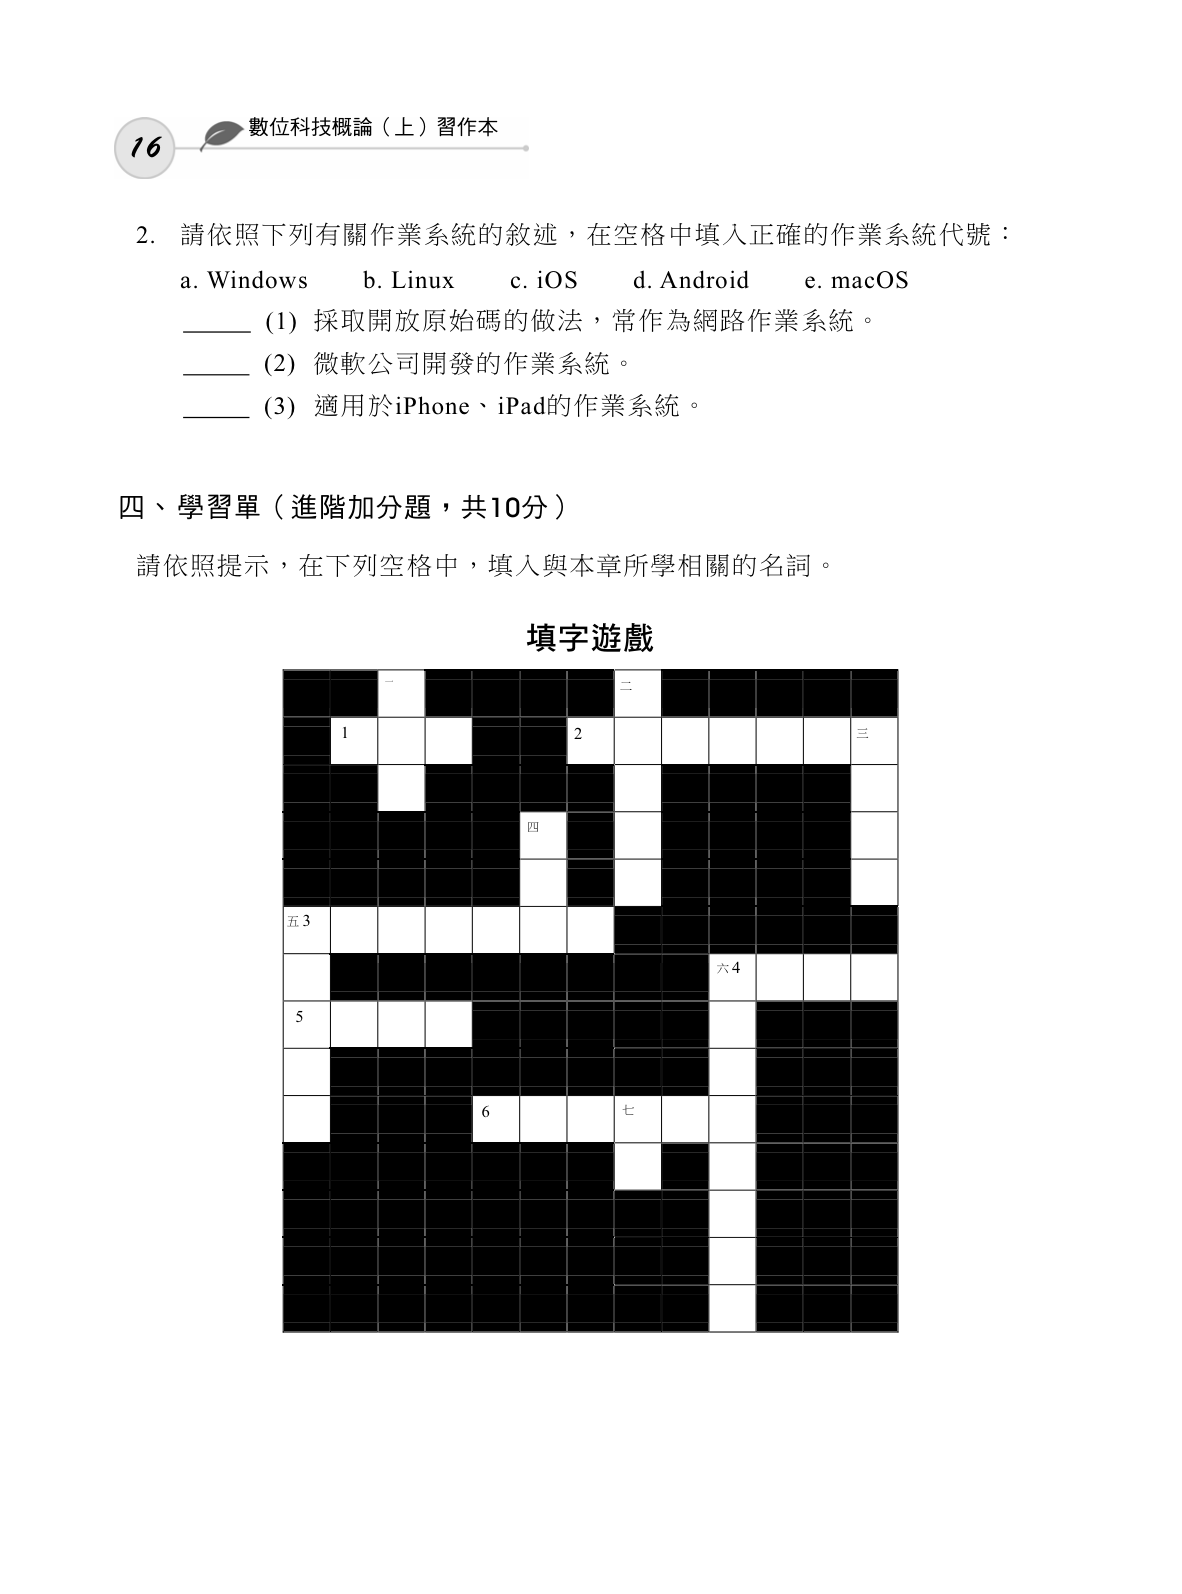 16
數位科技概論（上）習作本
2. 請依照下列有關作業系統的敘述，在空格中填入正確的作業系統代號：
a. Windows b. Linux c. iOS d. Android e. macOS
_____ (1) 採取開放原始碼的做法，常作為網路作業系統。
_____ (2) 微軟公司開發的作業系統。
_____ (3) 適用於iPhone、iPad的作業系統。
四、學習單（進階加分題，共10分）
請依照提示，在下列空格中，填入與本章所學相關的名詞。
填字遊戲
一 二
1 2 三
四
五3
六4
5
6 七